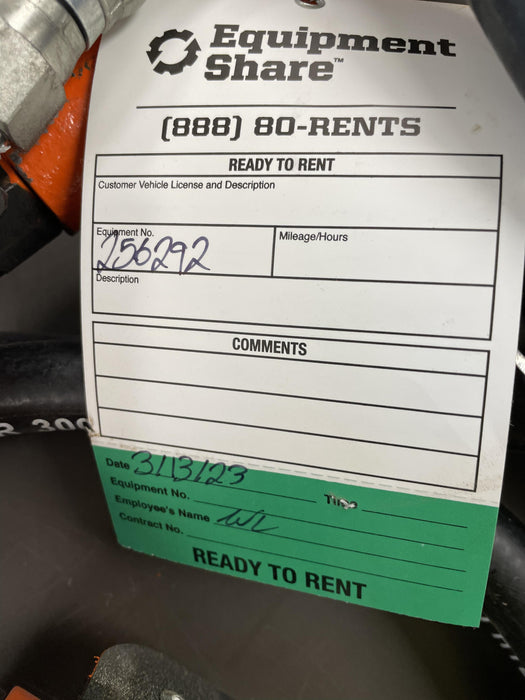 Equipment
Share™
(888) 80-RENTS
READY TO RENT
Customer Vehicle License and Description
Equipment No.
256292
Mileage/Hours
Description
COMMENTS
R 300
Date 3/13/23
Equipment No. Time
Employee's Name WL
Contract No.
READY TO RENT